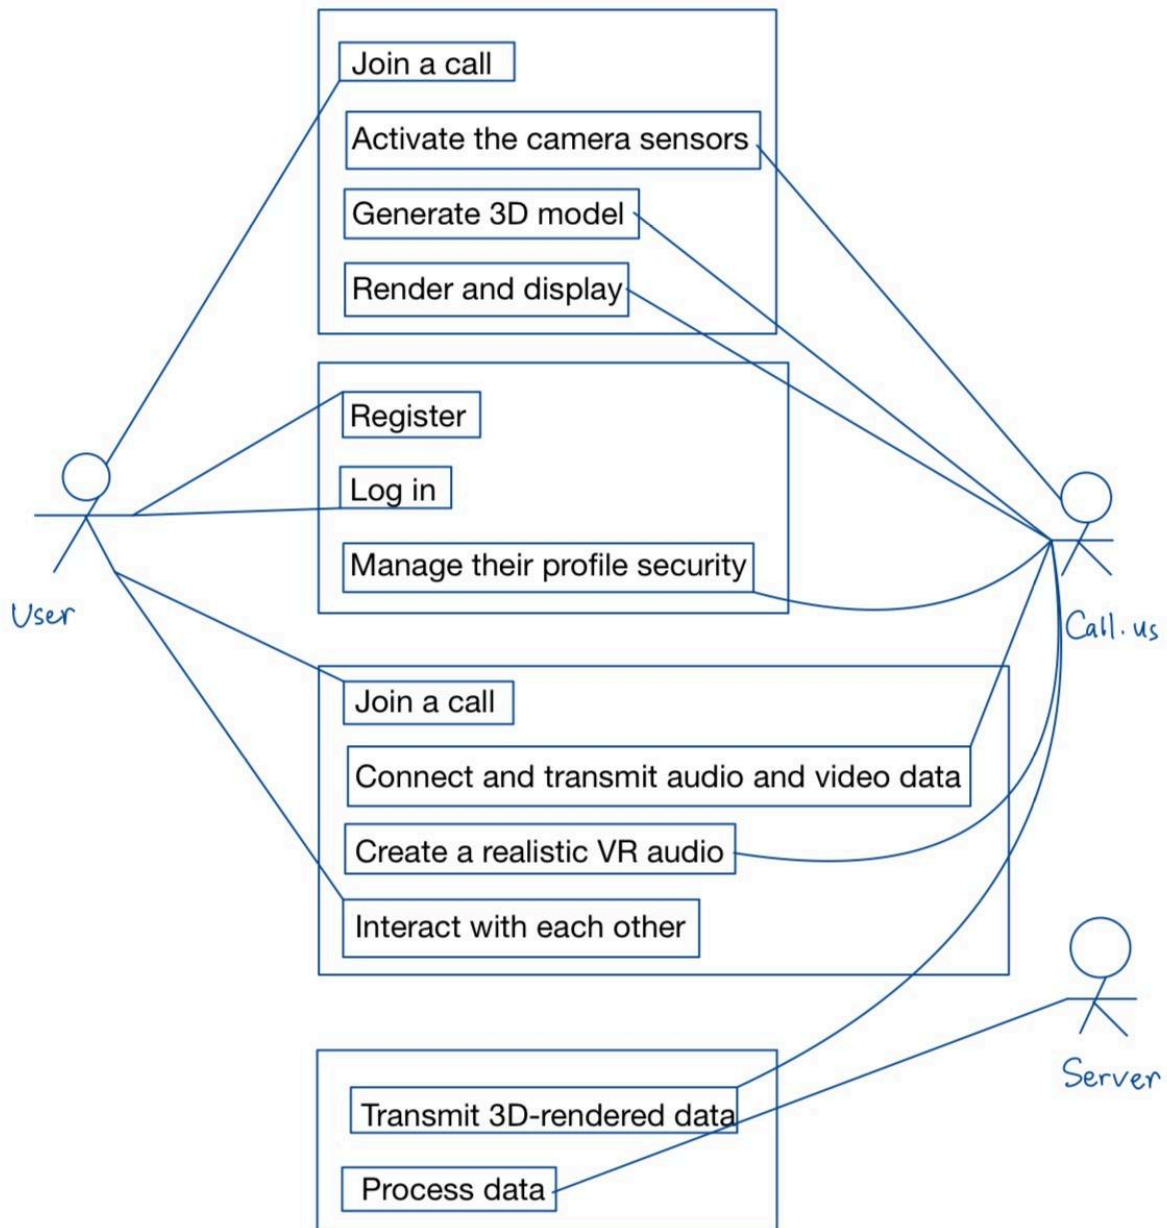 Join a call
Activate the camera sensors
Generate 3D model
Render and display
Register
Log in
Manage their profile security
User
Call.us
Join a call
Connect and transmit audio and video data
Create a realistic VR audio
Interact with each other
Server
Transmit 3D-rendered data
Process data